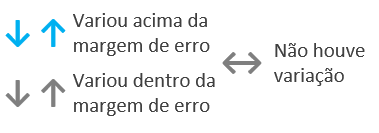 Variou acima da
margem de erro
Variou dentro da
margem de erro
Não houve
variação